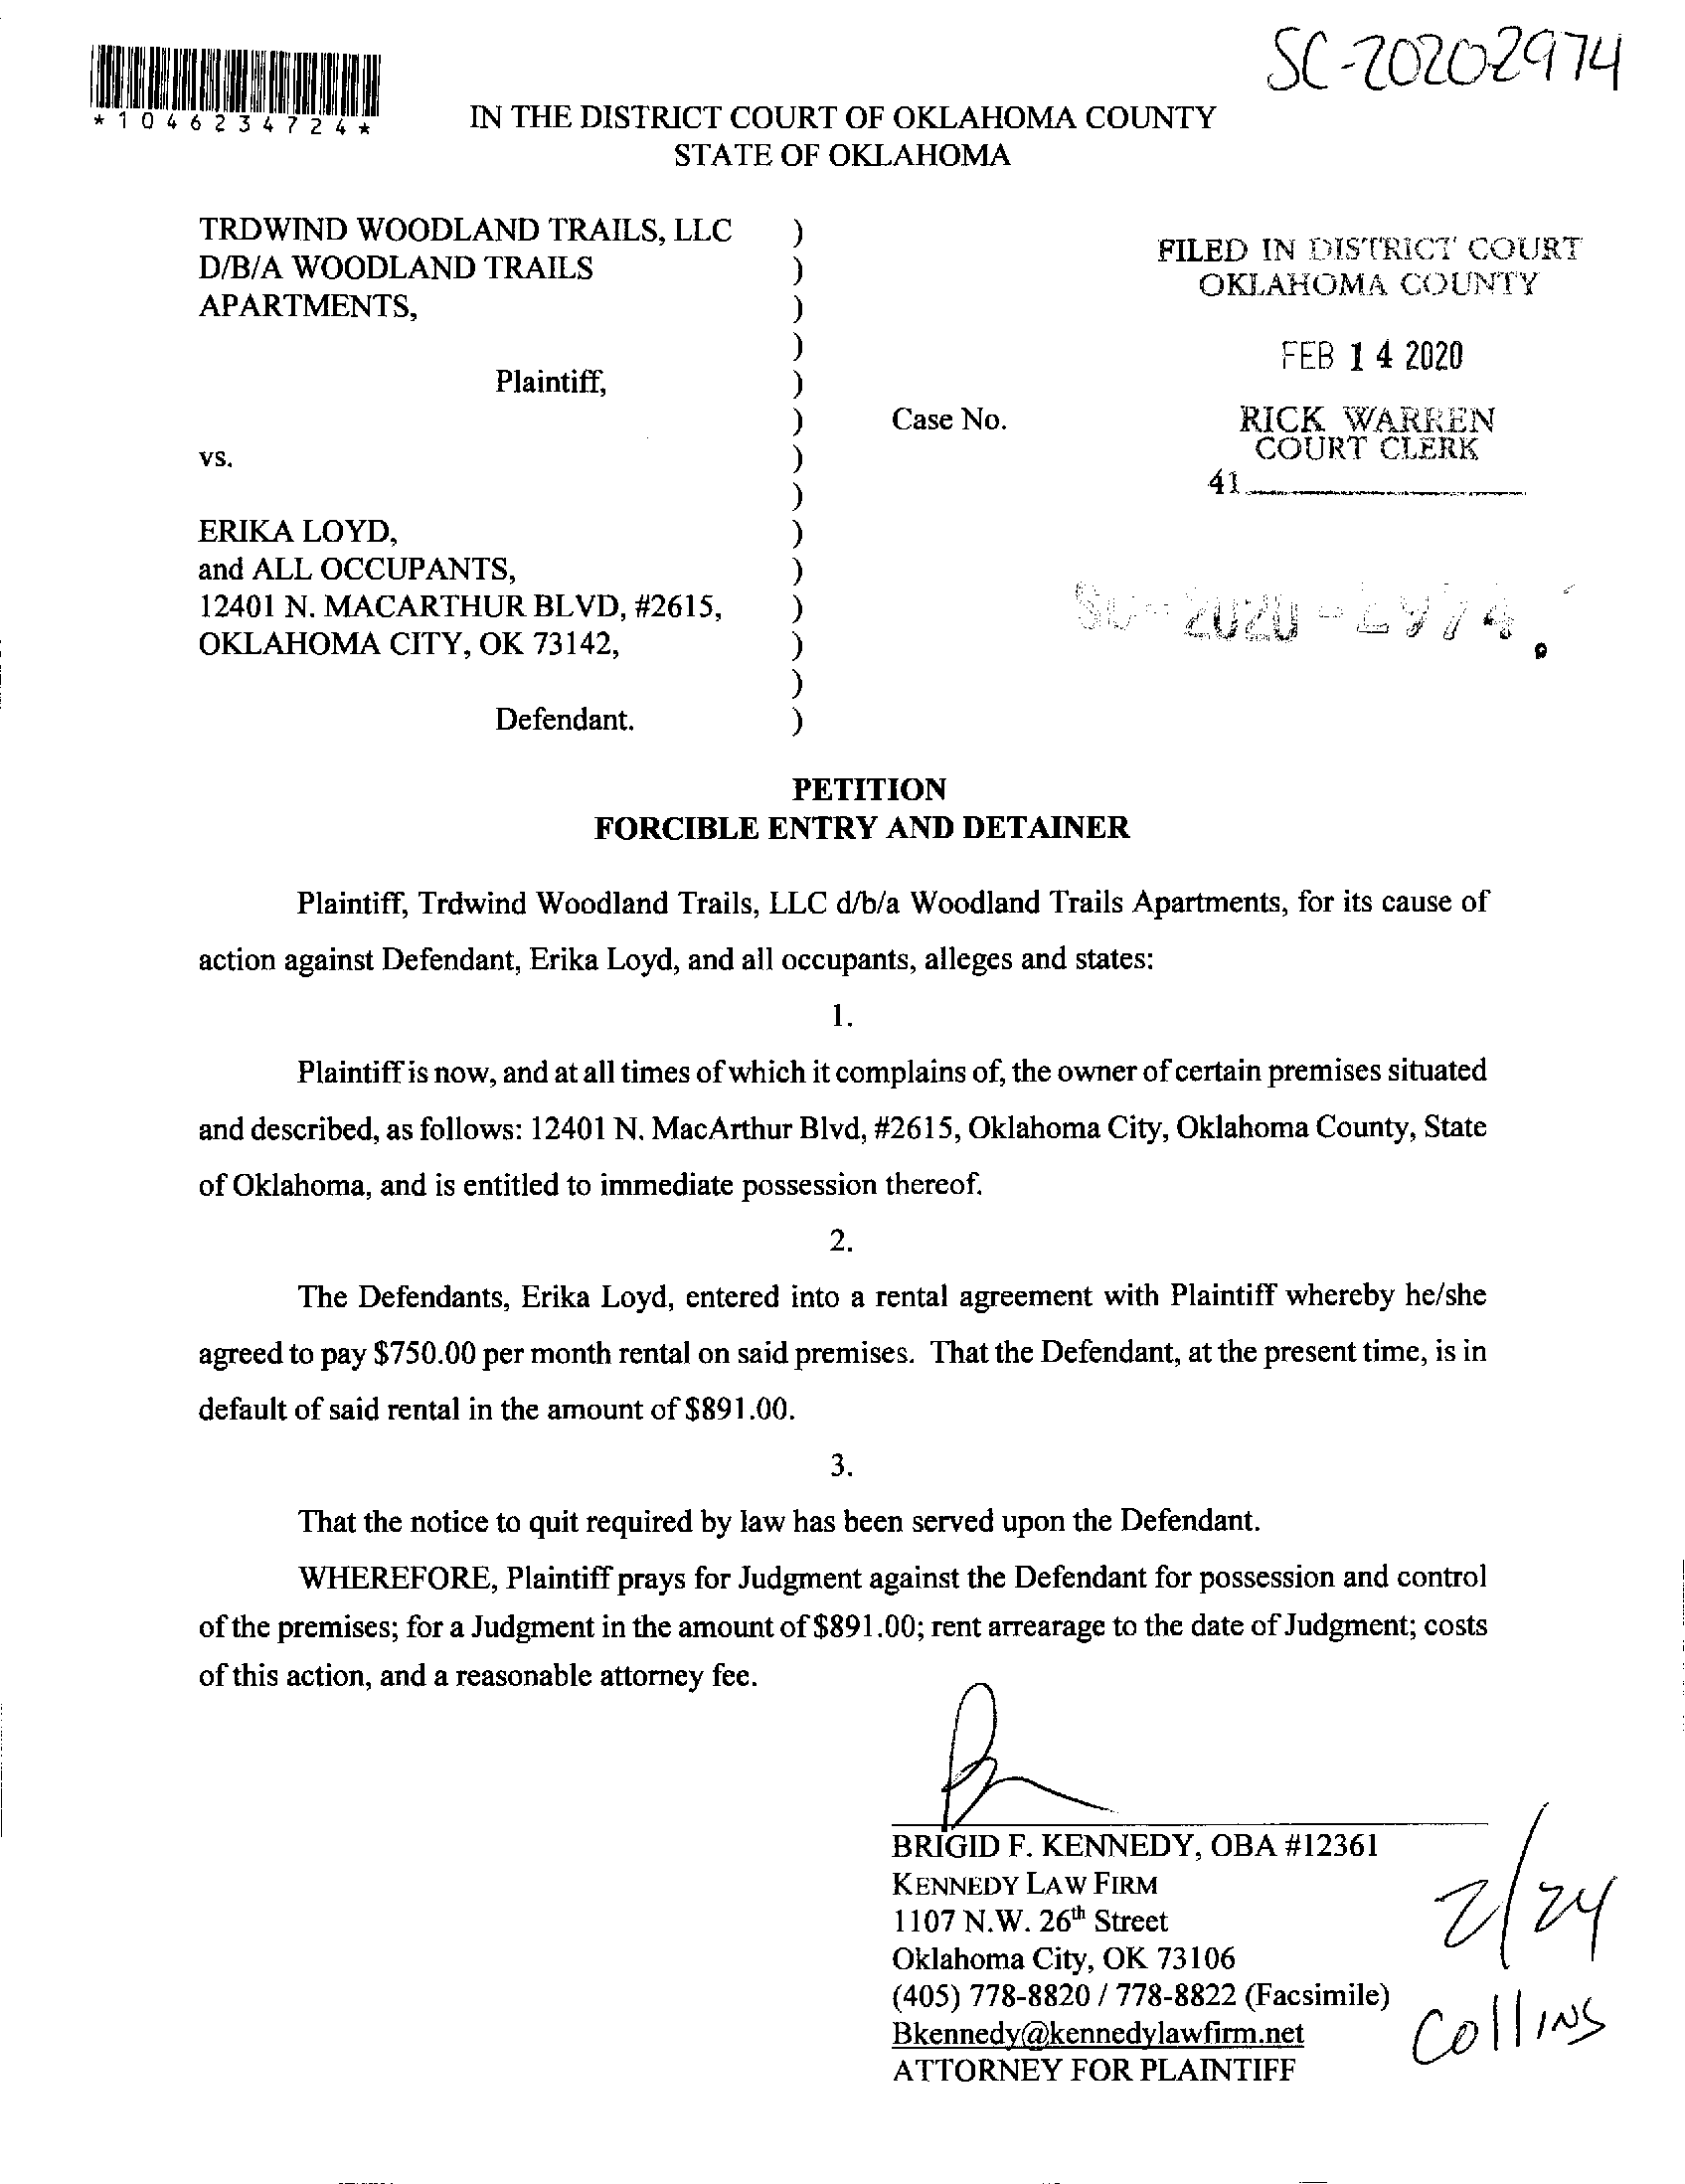 SC-20202974
*1046234724*
IN THE DISTRICT COURT OF OKLAHOMA COUNTY
STATE OF OKLAHOMA
TRDWIND WOODLAND TRAILS, LLC )
D/B/A WOODLAND TRAILS )
APARTMENTS, )
)
Plaintiff, )
) Case No.
vs. )
)
ERIKA LOYD, )
and ALL OCCUPANTS, )
12401 N. MACARTHUR BLVD, #2615, )
OKLAHOMA CITY, OK 73142, )
)
Defendant. )
FILED IN DISTRICT COURT
OKLAHOMA COUNTY
FEB 14 2020
RICK WARREN
COURT CLERK
41
SC-2020-2974
PETITION
FORCIBLE ENTRY AND DETAINER
Plaintiff, Trdwind Woodland Trails, LLC d/b/a Woodland Trails Apartments, for its cause of
action against Defendant, Erika Loyd, and all occupants, alleges and states:
1.
Plaintiff is now, and at all times of which it complains of, the owner of certain premises situated
and described, as follows: 12401 N. MacArthur Blvd, #2615, Oklahoma City, Oklahoma County, State
of Oklahoma, and is entitled to immediate possession thereof.
2.
The Defendants, Erika Loyd, entered into a rental agreement with Plaintiff whereby he/she
agreed to pay $750.00 per month rental on said premises. That the Defendant, at the present time, is in
default of said rental in the amount of $891.00.
3.
That the notice to quit required by law has been served upon the Defendant.
WHEREFORE, Plaintiff prays for Judgment against the Defendant for possession and control
of the premises; for a Judgment in the amount of $891.00; rent arrearage to the date of Judgment; costs
of this action, and a reasonable attorney fee.
BRIGID F. KENNEDY, OBA #12361
KENNEDY LAW FIRM
1107 N.W. 26th Street
Oklahoma City, OK 73106
(405) 778-8820 / 778-8822 (Facsimile)
Bkennedy@kennedylawfirm.net
ATTORNEY FOR PLAINTIFF
2/24
Collins